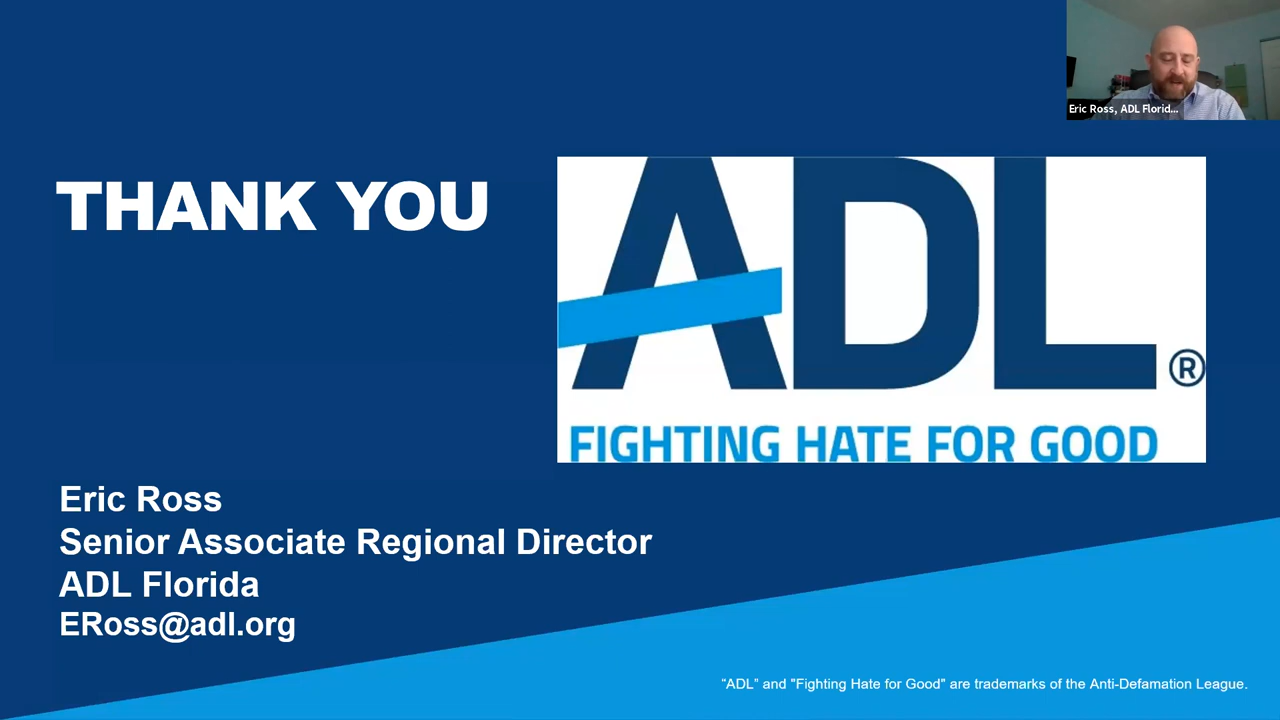 Eric Ross, ADL Florid...
THANK YOU
ADL®
FIGHTING HATE FOR GOOD
Eric Ross
Senior Associate Regional Director
ADL Florida
ERoss@adl.org
“ADL” and "Fighting Hate for Good" are trademarks of the Anti-Defamation League.